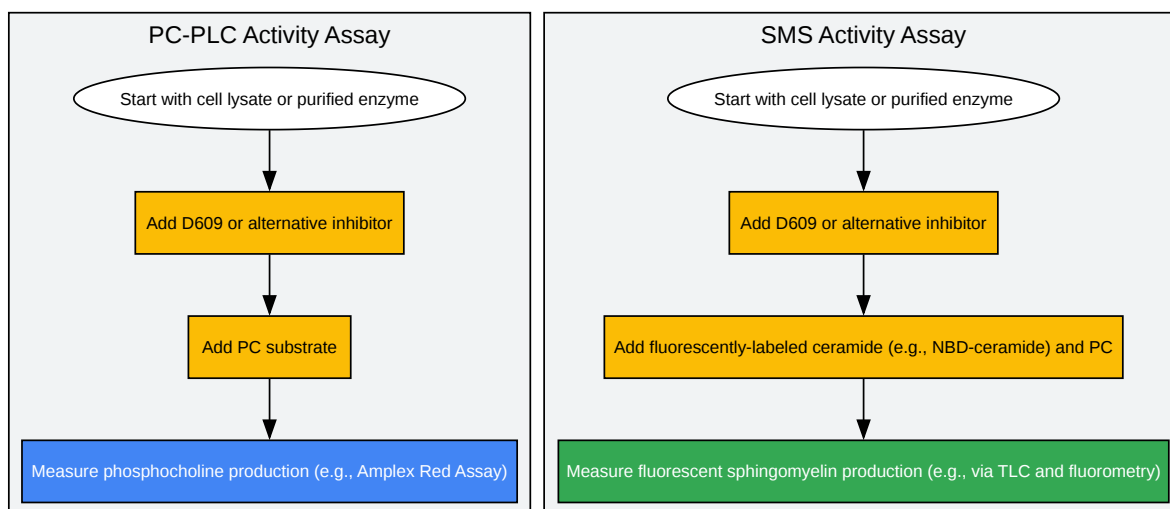 PC-PLC Activity Assay
Start with cell lysate or purified enzyme
Add D609 or alternative inhibitor
Add PC substrate
Measure phosphocholine production (e.g., Amplex Red Assay)
SMS Activity Assay
Start with cell lysate or purified enzyme
Add D609 or alternative inhibitor
Add fluorescently-labeled ceramide (e.g., NBD-ceramide) and PC
Measure fluorescent sphingomyelin production (e.g., via TLC and fluorometry)